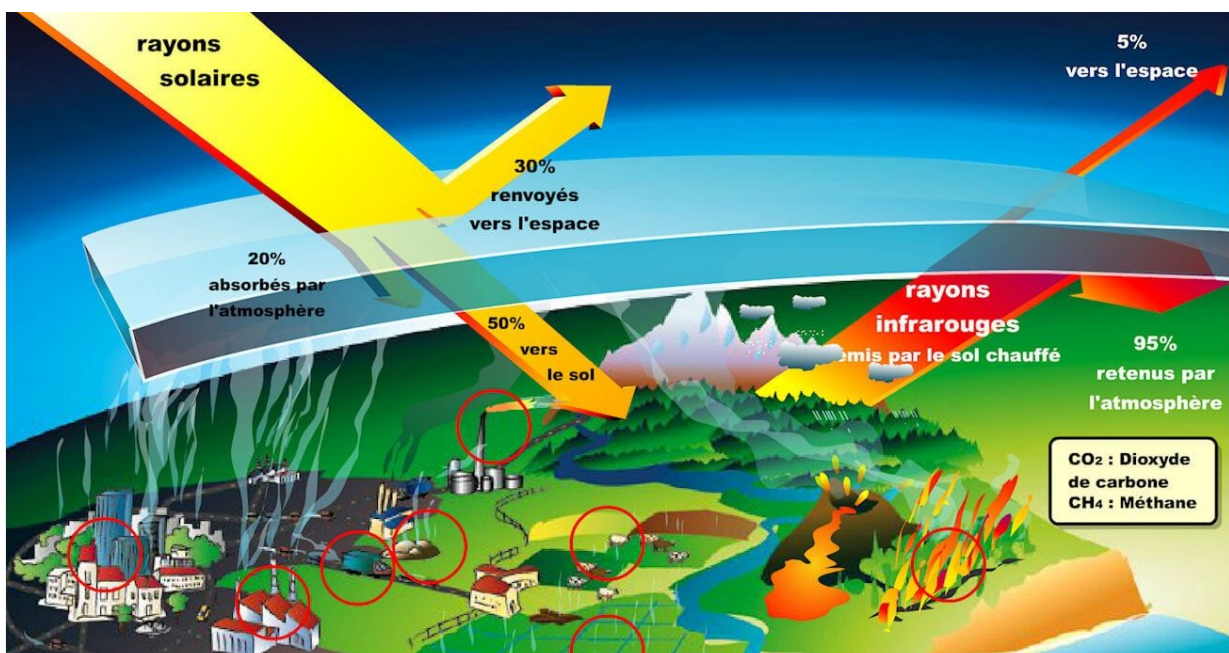 rayons
solaires
5%
vers l'espace
30%
renvoyés
vers l'espace
20%
absorbés par
l'atmosphère
50%
vers
le sol
rayons
infrarouges
emis par le sol chauffé
95%
retenus par
l'atmosphère
CO₂ : Dioxyde
de carbone
CH₄ : Méthane